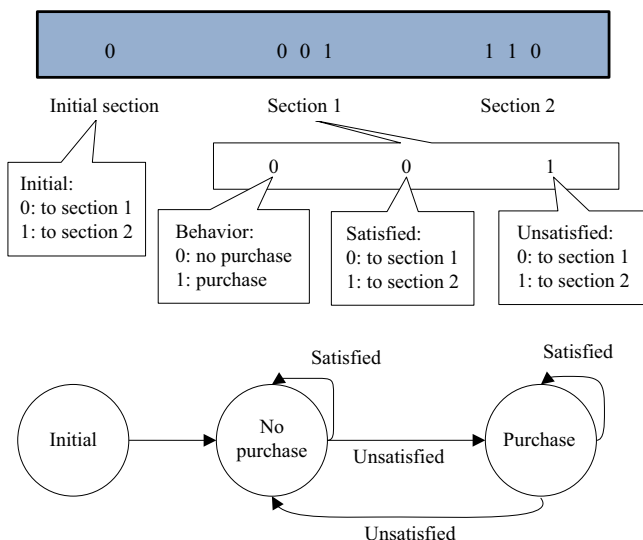 0 0 0 1 1 1 0
Initial section Section 1 Section 2
0 0 1
Initial:
0: to section 1
1: to section 2
Behavior:
0: no purchase
1: purchase
Satisfied:
0: to section 1
1: to section 2
Unsatisfied:
0: to section 1
1: to section 2
Satisfied
Satisfied
Initial
No
purchase
Purchase
Unsatisfied
Unsatisfied